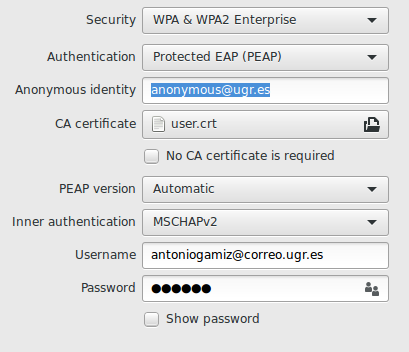 Security WPA & WPA2 Enterprise
Authentication Protected EAP (PEAP)
Anonymous identity anonymous@ugr.es
CA certificate user.crt
No CA certificate is required
PEAP version Automatic
Inner authentication MSCHAPv2
Username antoniogamiz@correo.ugr.es
Password ●●●●●●
Show password